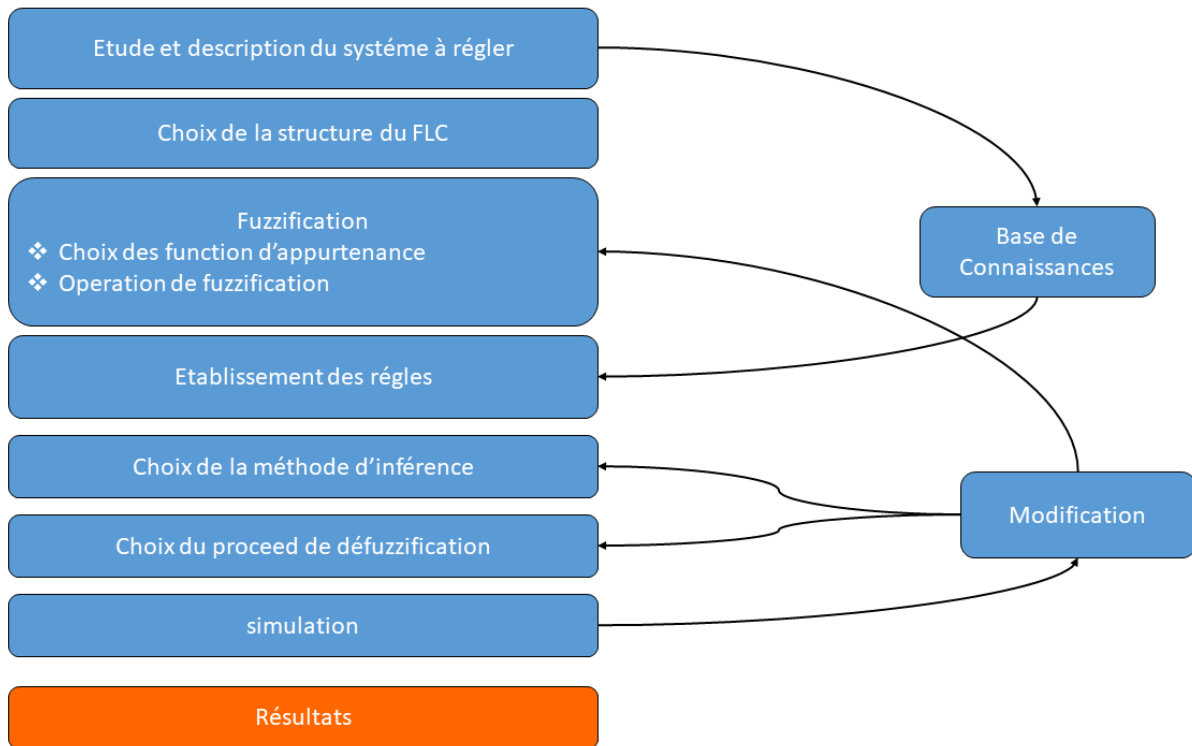 Etude et description du systéme à régler
Choix de la structure du FLC
Fuzzification
❖ Choix des function d’appurtenance
❖ Operation de fuzzification
Base de
Connaissances
Etablissement des régles
Choix de la méthode d’inférence
Modification
Choix du proceed de défuzzification
simulation
Résultats